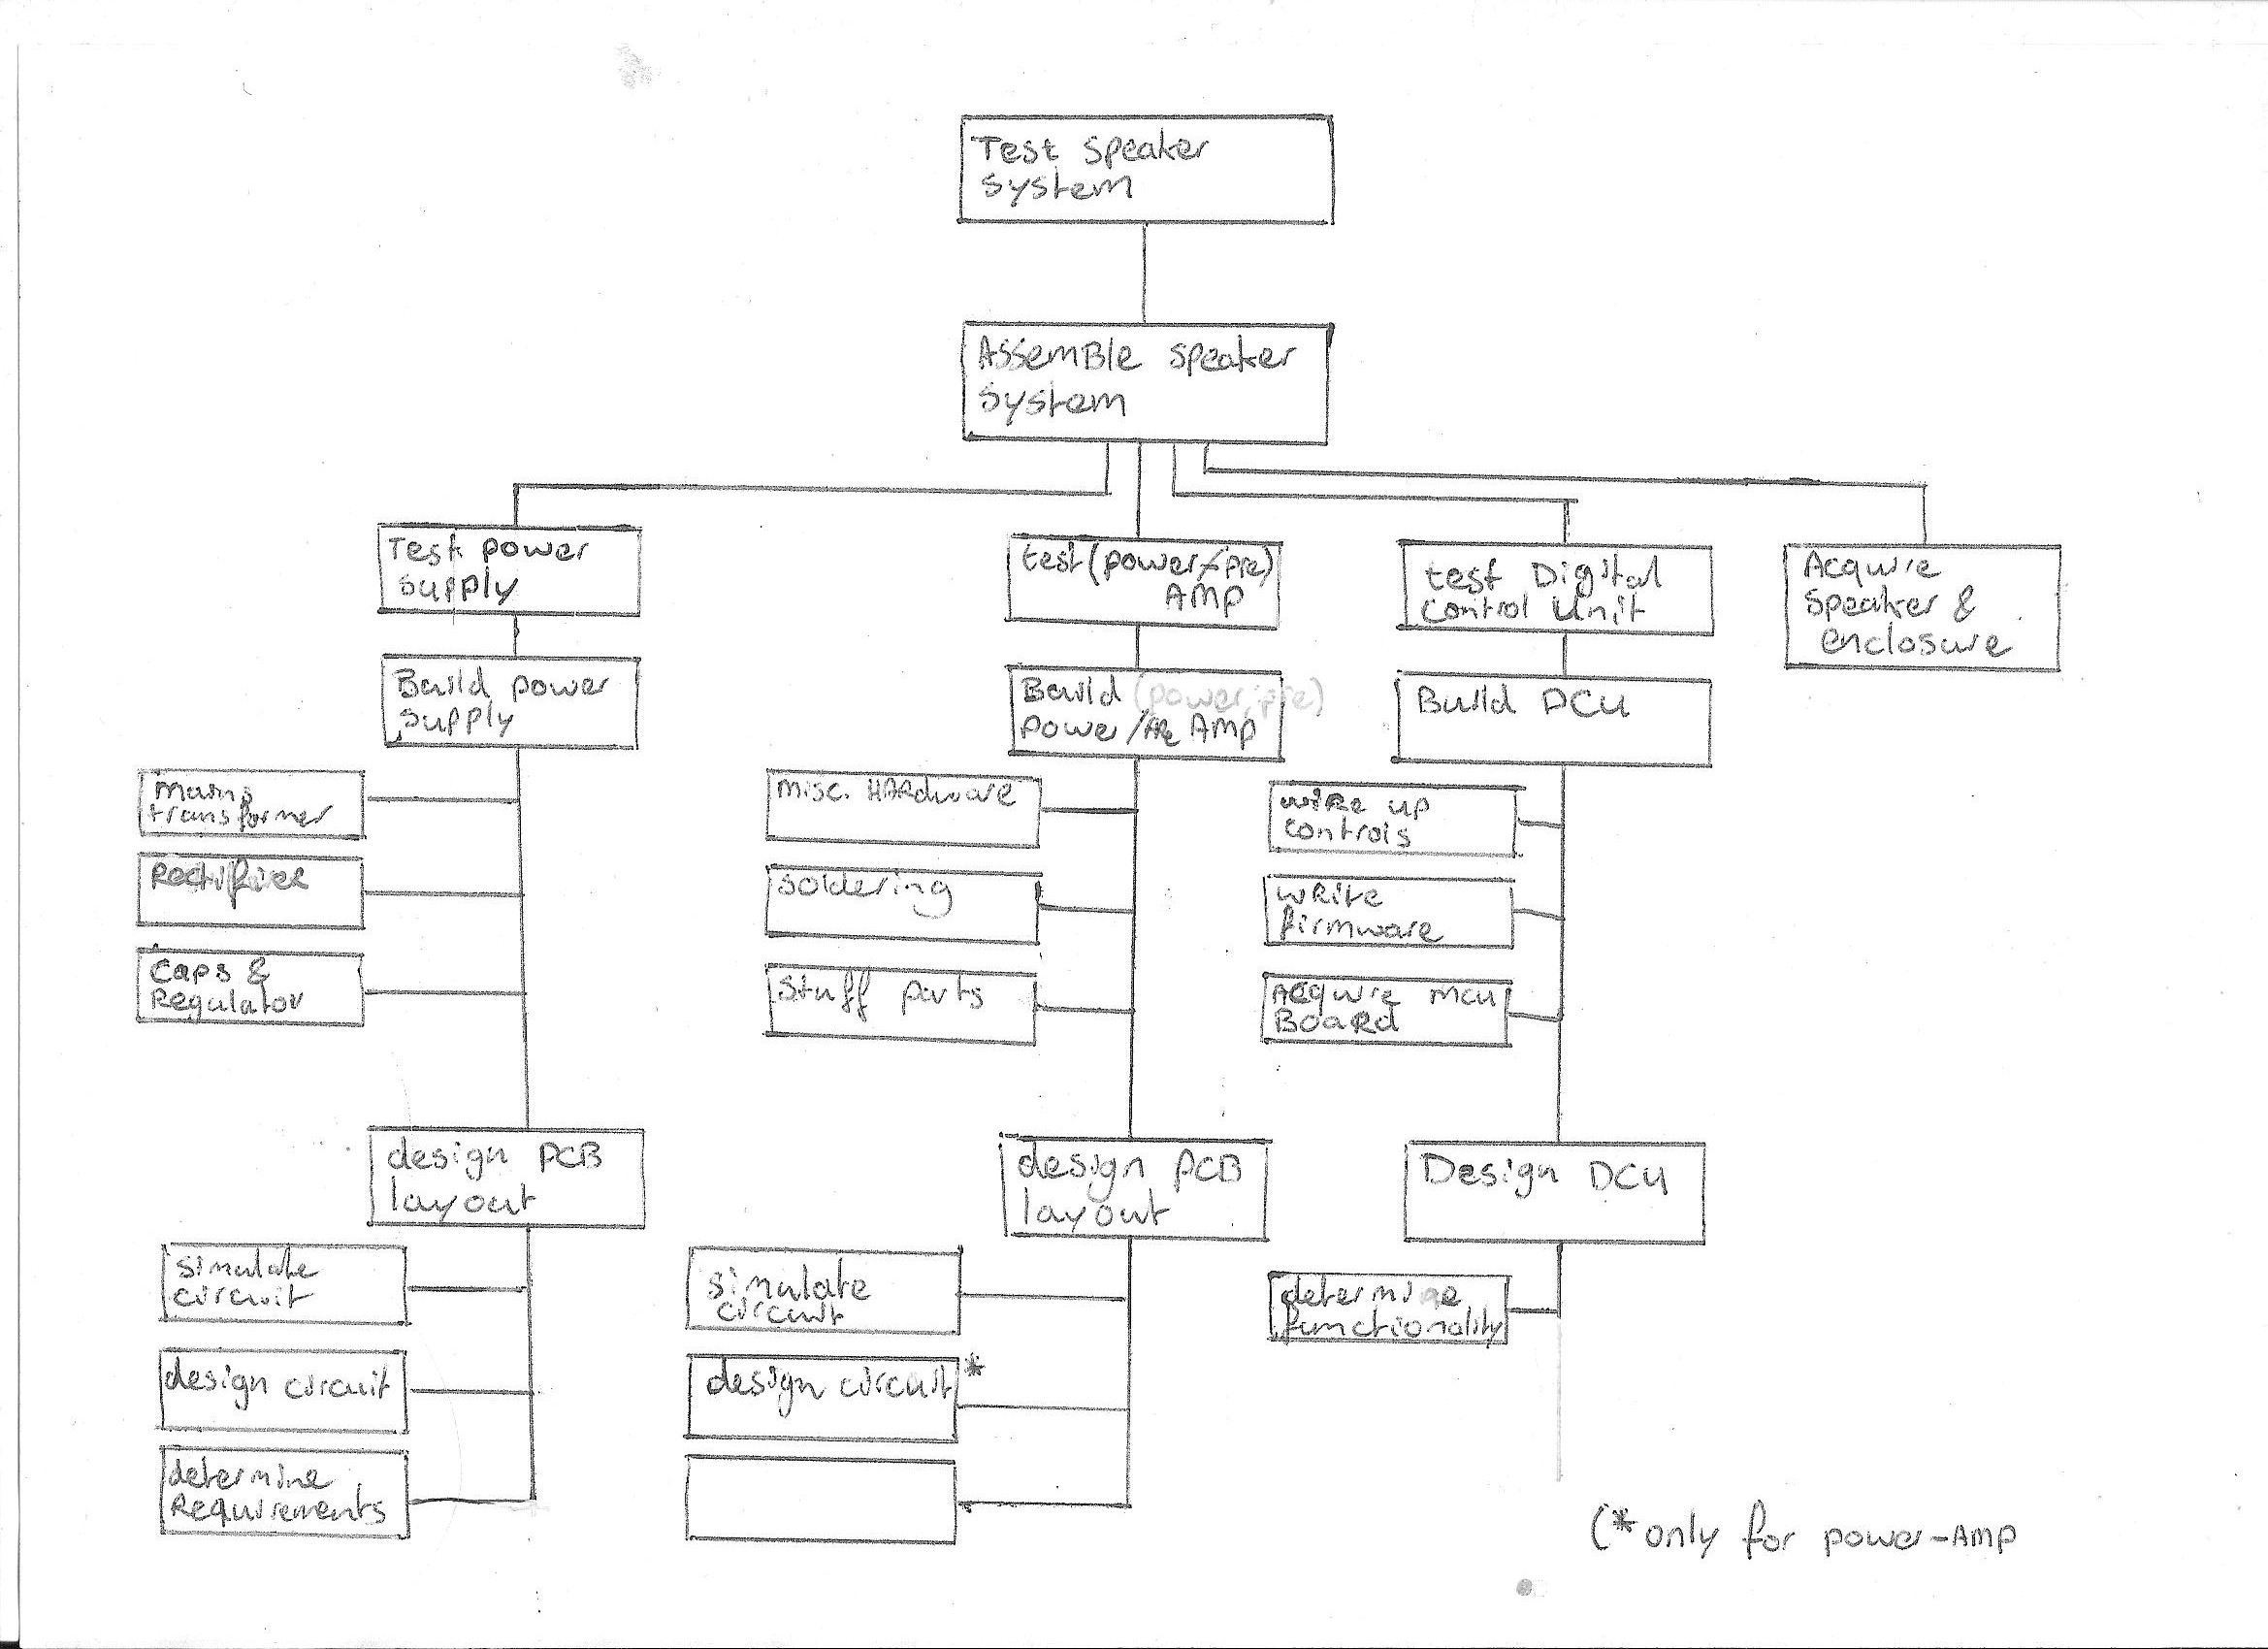 Test speaker
system
Assemble speaker
system
Test power
supply
test (power/pre)
AMP
test Digital
Control Unit
Acquire
Speaker &
enclosure
Build power
supply
Build (power, pre)
power/pre AMP
Build DCU
mains
transformer
Rectifier
Caps &
Regulator
misc. HARdware
soldering
stuff parts
wire up
controls
write
firmware
Acquire mcu
Board
design PCB
layout
design PCB
layout
Design DCU
simulate
circuit
design circuit
determine
Requirements
simulate
circuit
design circuit *
determine
functionality
(* only for power-AMP